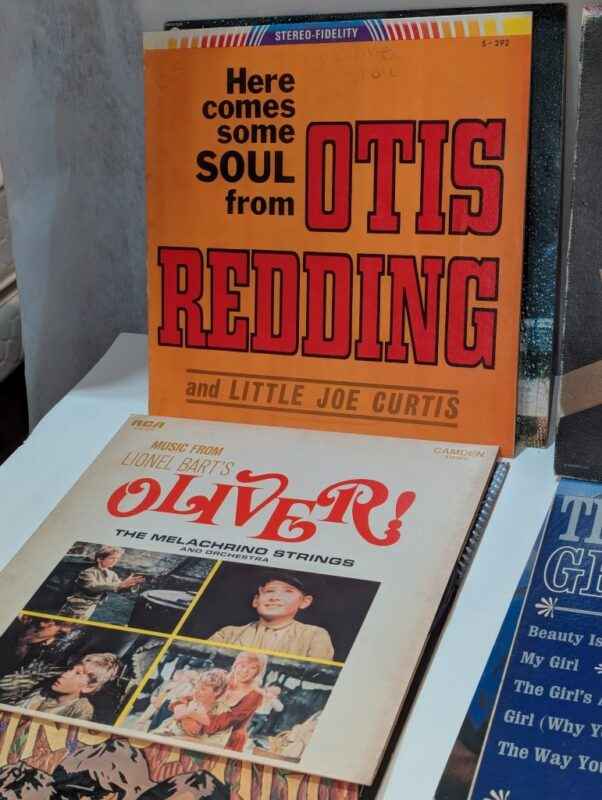 STEREO-FIDELITY
S-392
Here
comes
some
SOUL
from
OTIS
REDDING
and LITTLE JOE CURTIS
RCA
CAMDEN
MUSIC FROM
LIONEL BART'S
OLIVER!
THE MELACHRINO STRINGS
AND ORCHESTRA
Beauty Is
My Girl
The Girl's
Girl (Why Y
The Way You